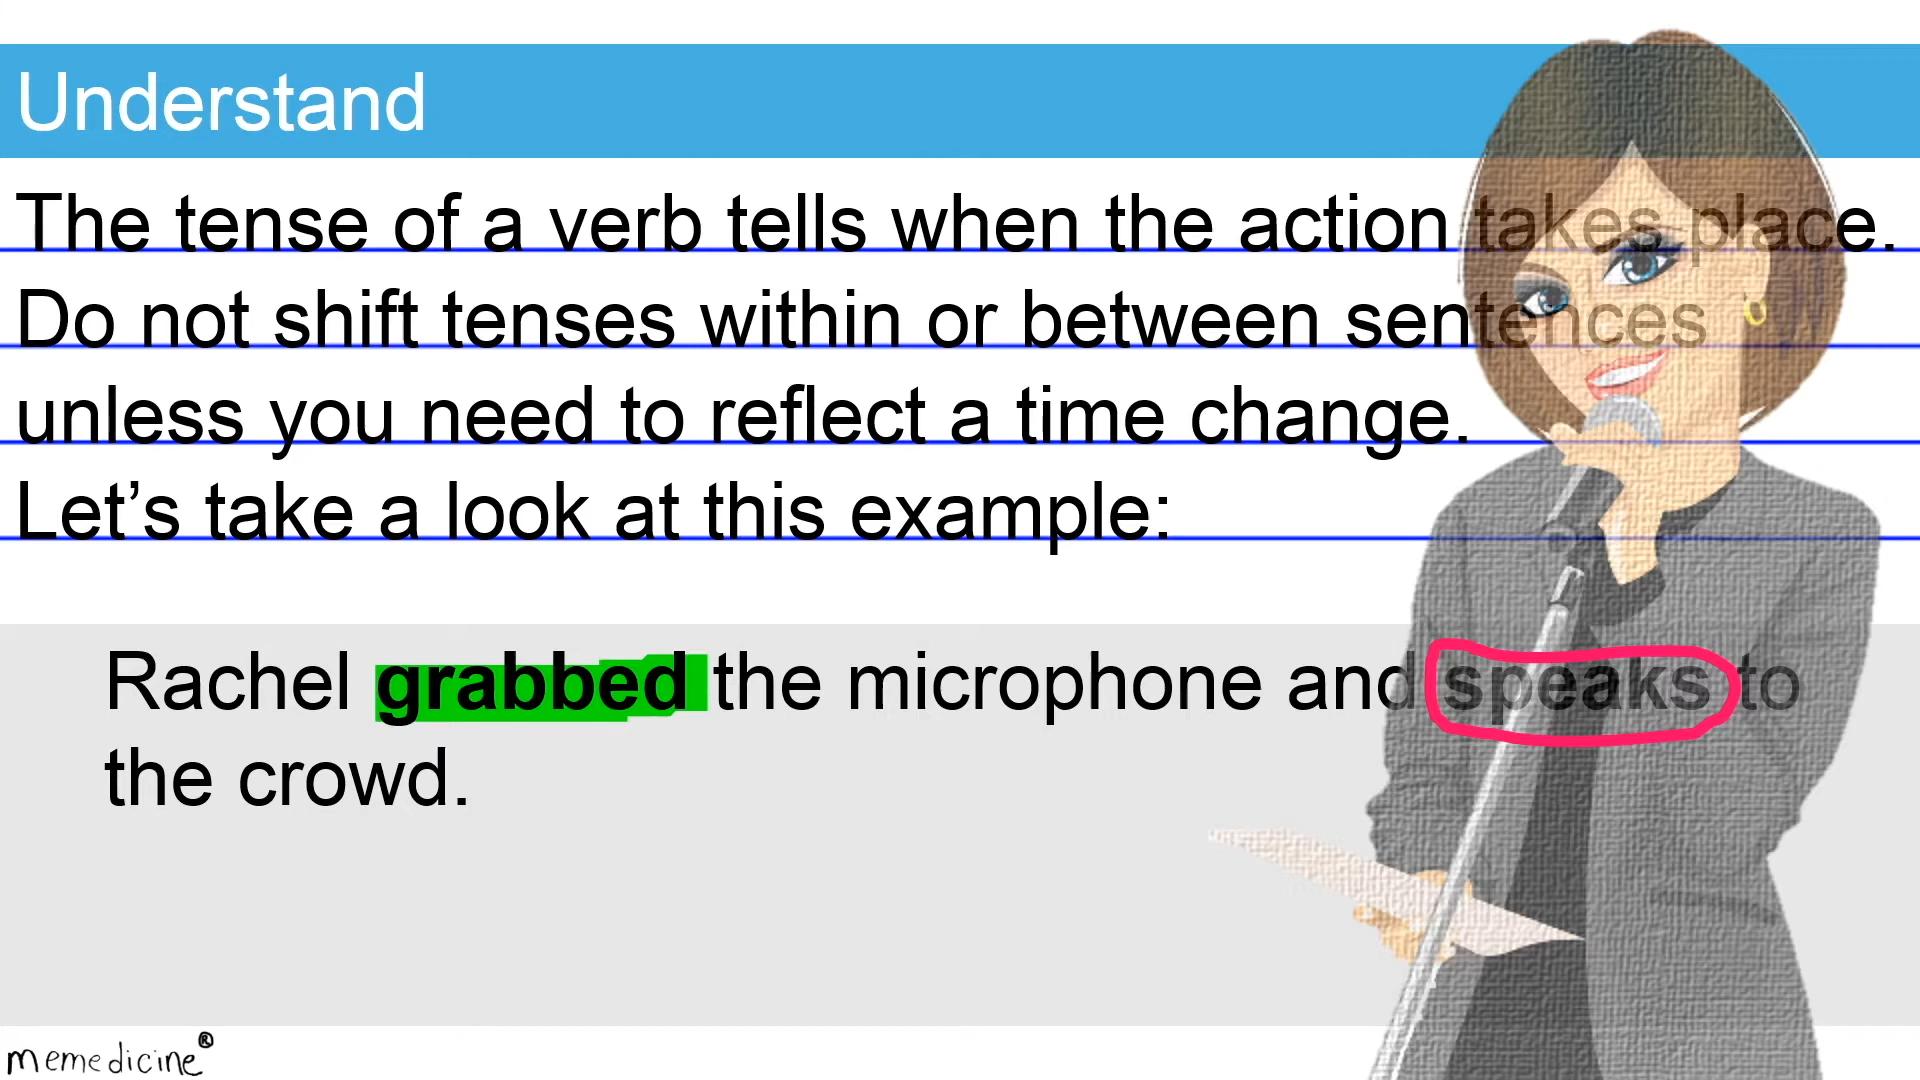 Understand
The tense of a verb tells when the action takes place.
Do not shift tenses within or between sentences
unless you need to reflect a time change.
Let’s take a look at this example:
Rachel grabbed the microphone and speaks to
the crowd.
memedicine®